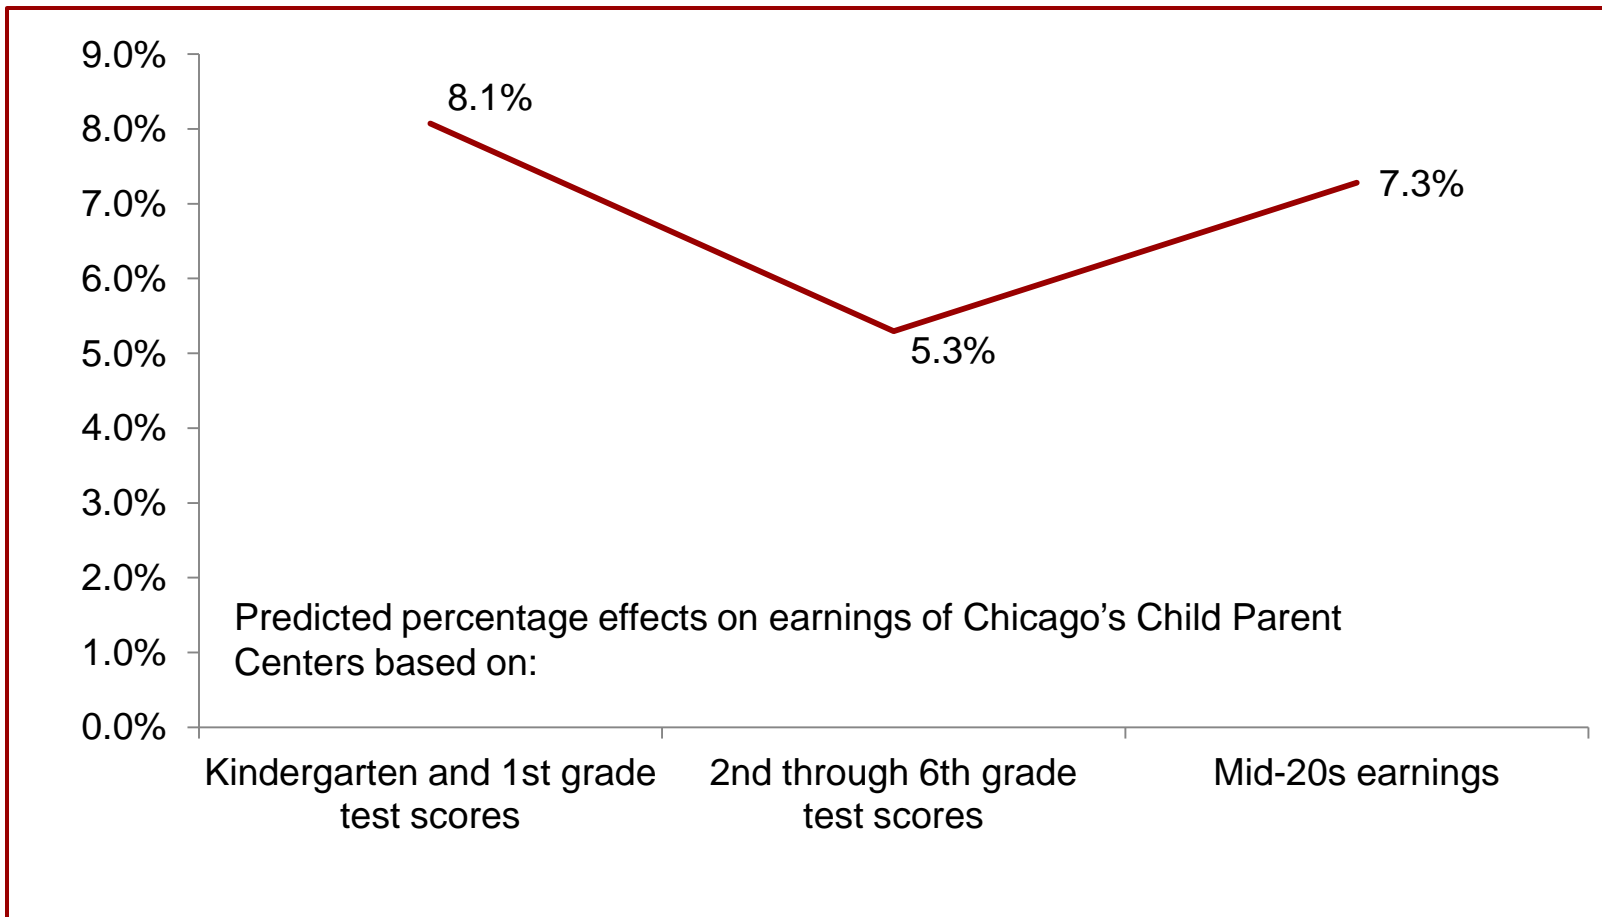 9.0%
8.0%
7.0%
6.0%
5.0%
4.0%
3.0%
2.0%
1.0%
0.0%
8.1%
5.3%
7.3%
Predicted percentage effects on earnings of Chicago’s Child Parent
Centers based on:
Kindergarten and 1st grade
test scores
2nd through 6th grade
test scores
Mid-20s earnings